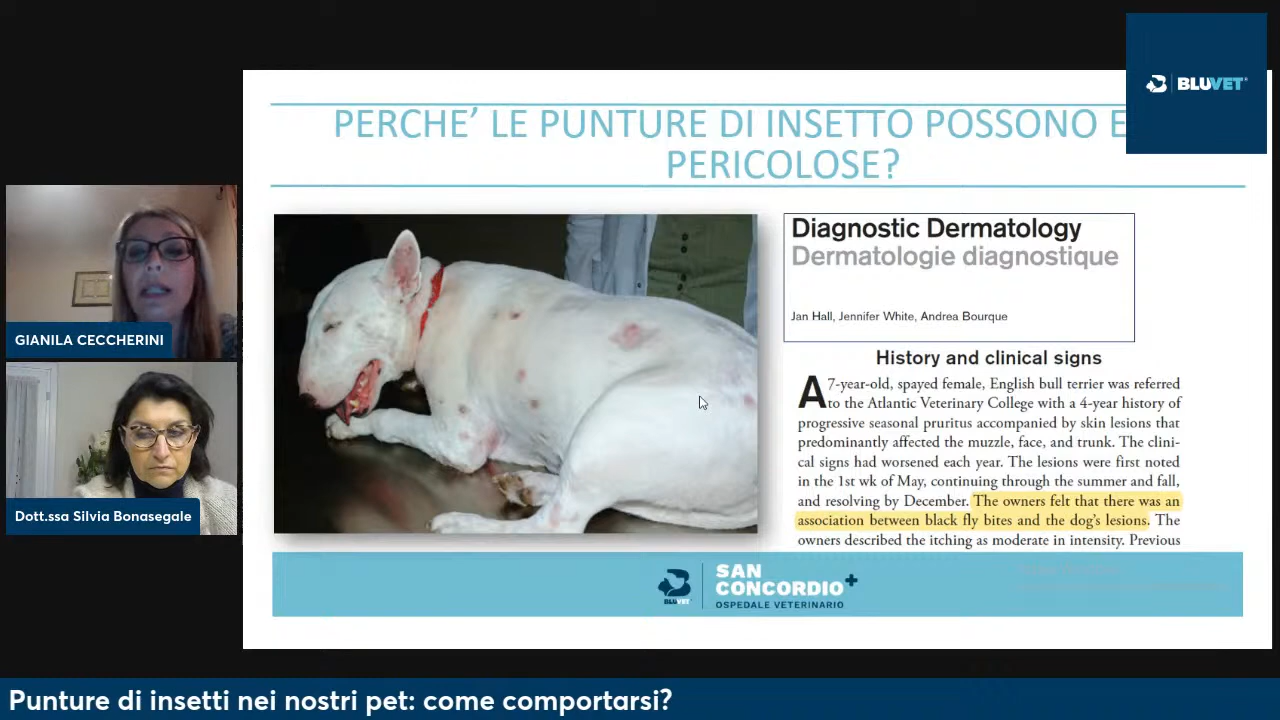 BLUVET
PERCHE’ LE PUNTURE DI INSETTO POSSONO E
PERICOLOSE?
Diagnostic Dermatology
Dermatologie diagnostique
Jan Hall, Jennifer White, Andrea Bourque
History and clinical signs
A 7-year-old, spayed female, English bull terrier was referred
to the Atlantic Veterinary College with a 4-year history of
progressive seasonal pruritus accompanied by skin lesions that
predominantly affected the muzzle, face, and trunk. The clini-
cal signs had worsened each year. The lesions were first noted
in the 1st wk of May, continuing through the summer and fall,
and resolving by December. The owners felt that there was an
association between black fly bites and the dog’s lesions. The
owners described the itching as moderate in intensity. Previous
GIANILA CECCHERINI
Dott.ssa Silvia Bonasegale
BLUVET
SAN
CONCORDIO+
OSPEDALE VETERINARIO
Punture di insetti nei nostri pet: come comportarsi?